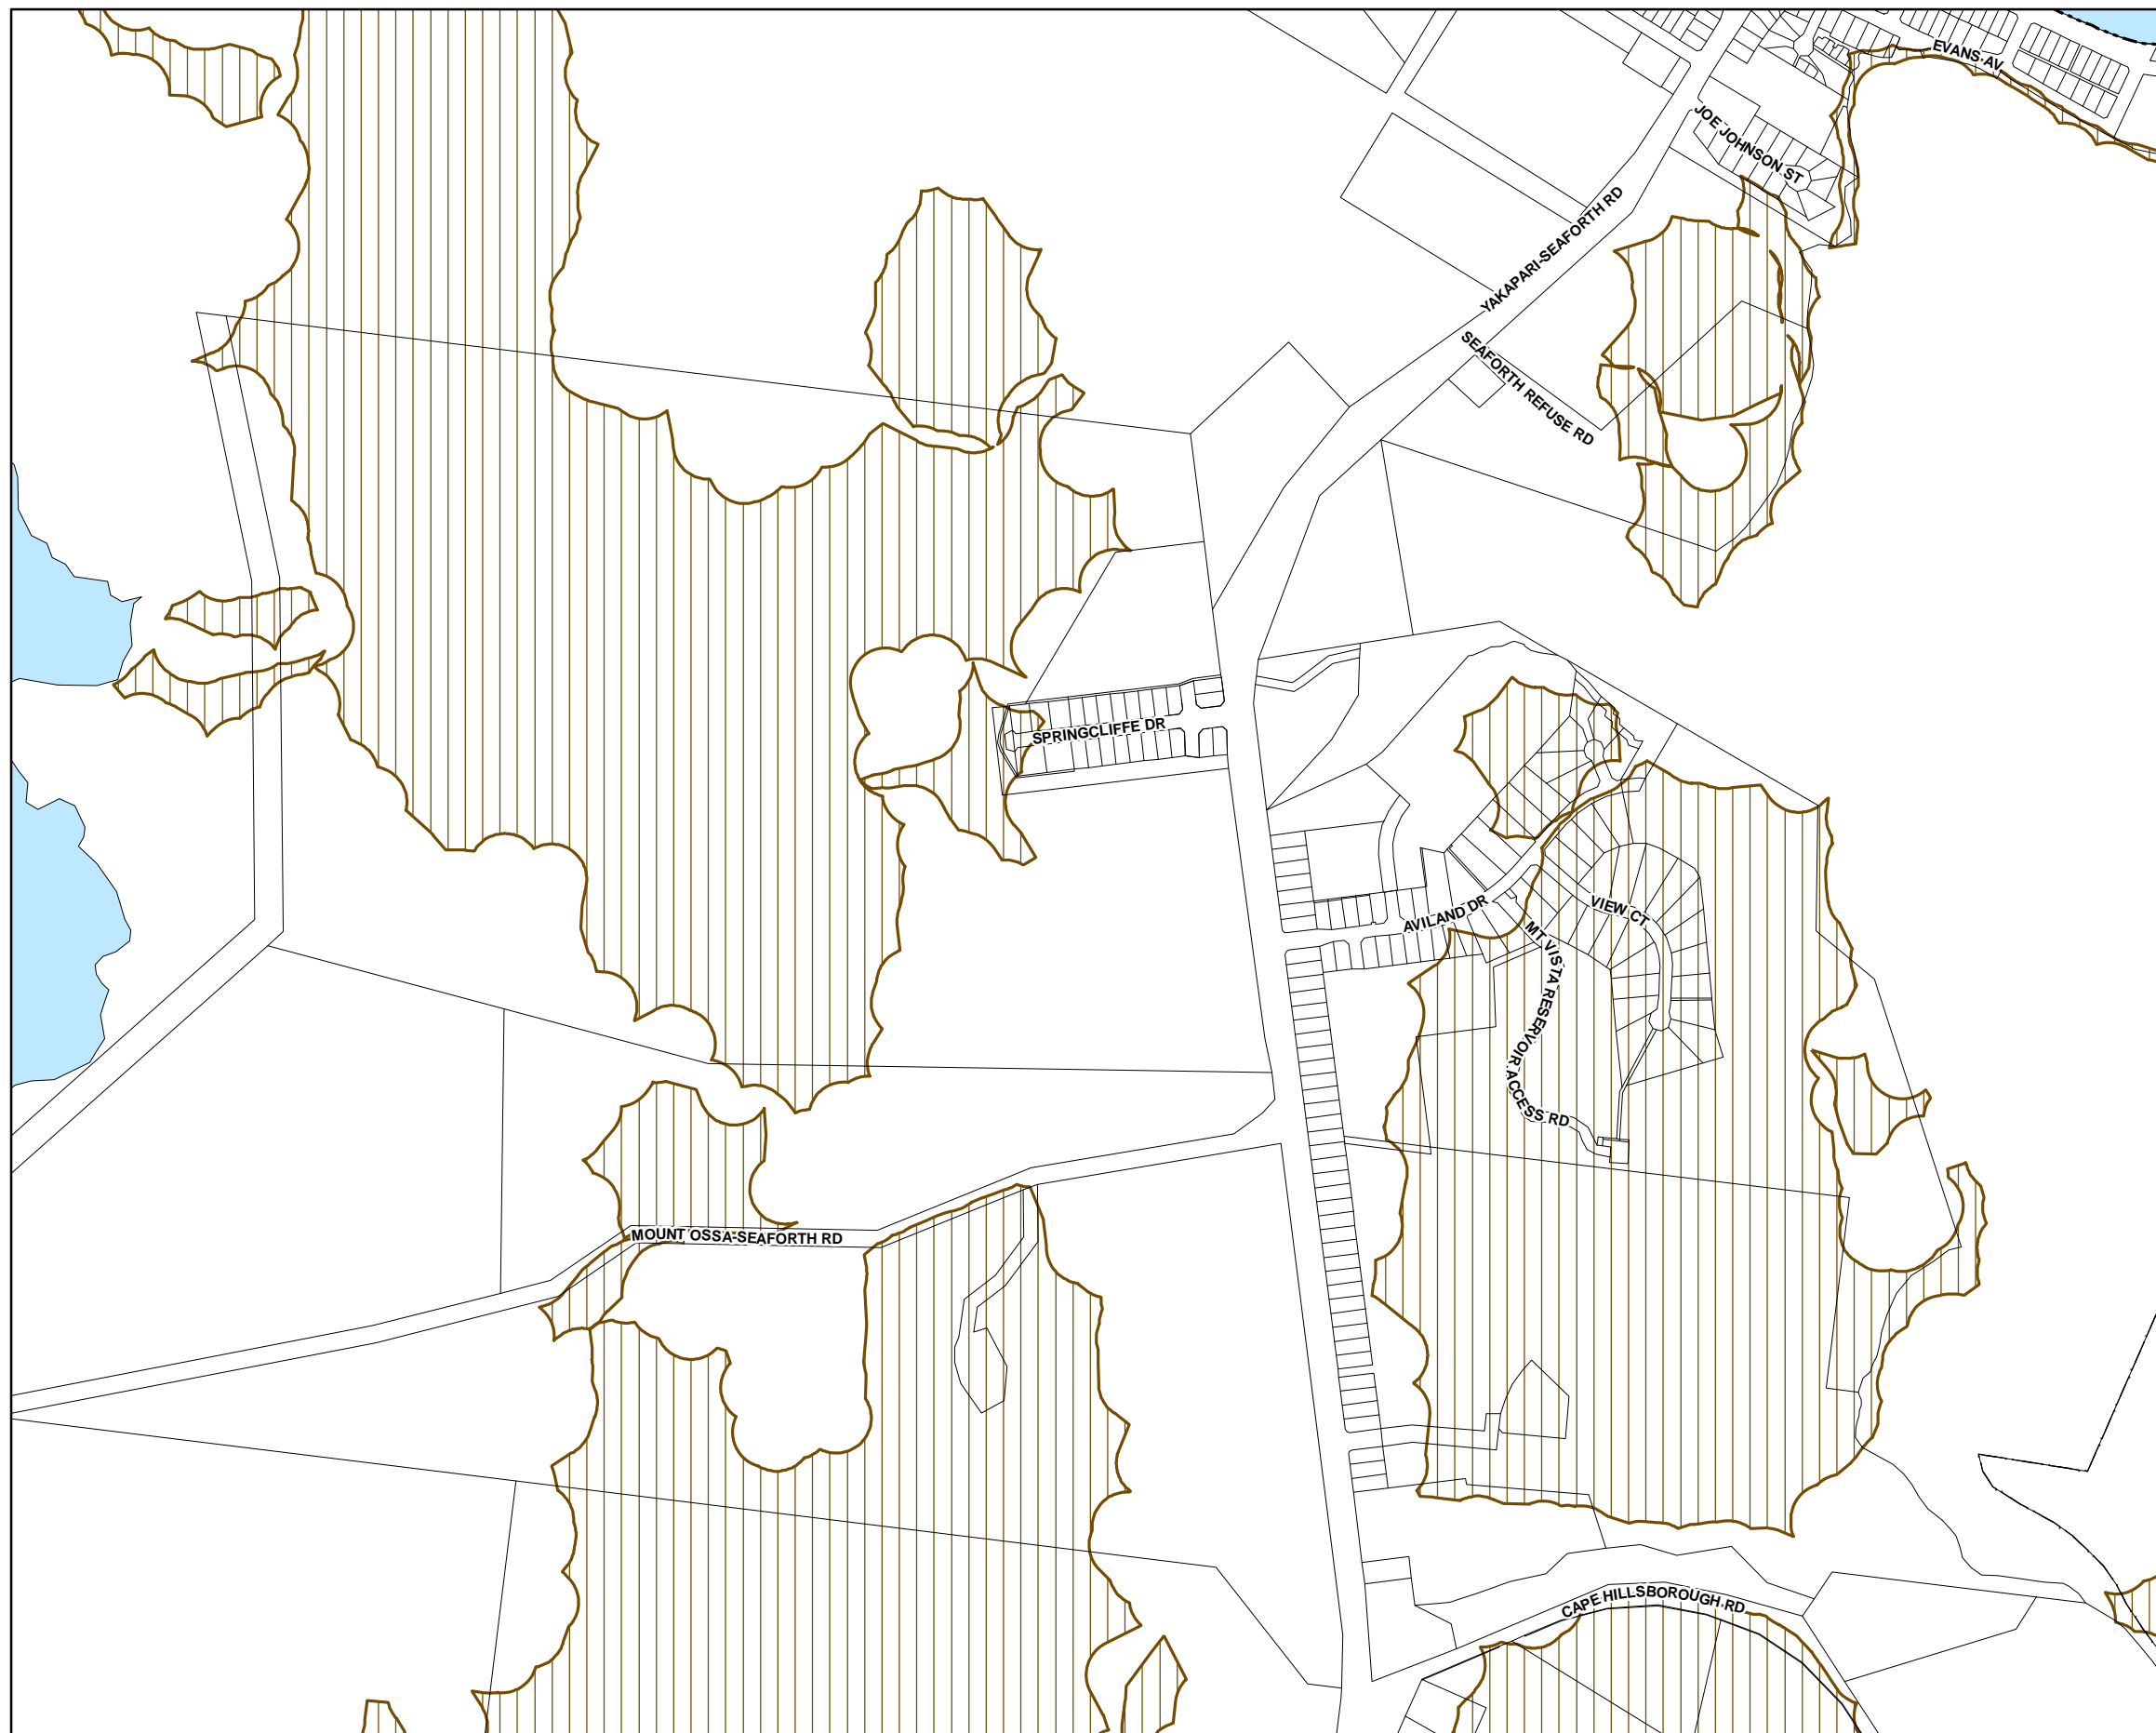 EVANS AV
JOE JOHNSON ST
YAKAPARI-SEAFORTH RD
SEAFORTH REFUSE RD
SPRINGCLIFFE DR
AVILAND DR
VIEW CT
MT VISTA RESERVOIR ACCESS RD
MOUNT OSSA-SEAFORTH RD
CAPE HILLSBOROUGH RD